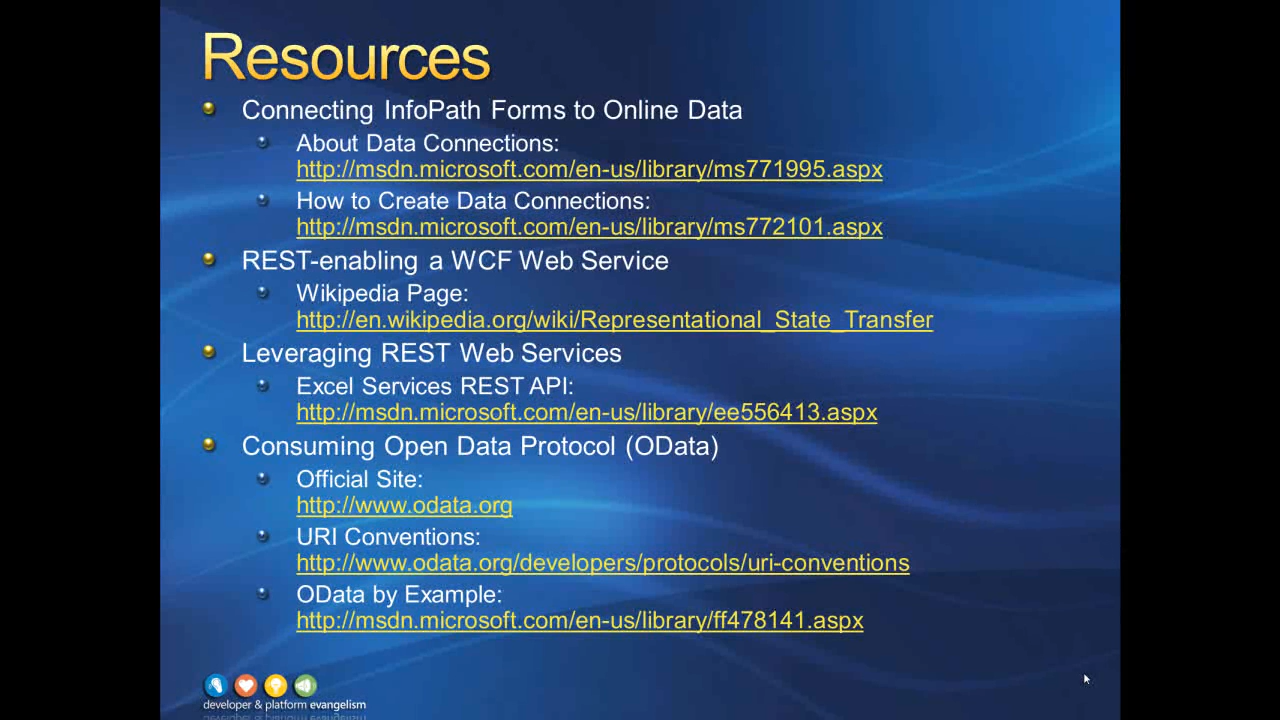 Resources
Connecting InfoPath Forms to Online Data
About Data Connections:
http://msdn.microsoft.com/en-us/library/ms771995.aspx
How to Create Data Connections:
http://msdn.microsoft.com/en-us/library/ms772101.aspx
REST-enabling a WCF Web Service
Wikipedia Page:
http://en.wikipedia.org/wiki/Representational_State_Transfer
Leveraging REST Web Services
Excel Services REST API:
http://msdn.microsoft.com/en-us/library/ee556413.aspx
Consuming Open Data Protocol (OData)
Official Site:
http://www.odata.org
URI Conventions:
http://www.odata.org/developers/protocols/uri-conventions
OData by Example:
http://msdn.microsoft.com/en-us/library/ff478141.aspx
developer & platform evangelism